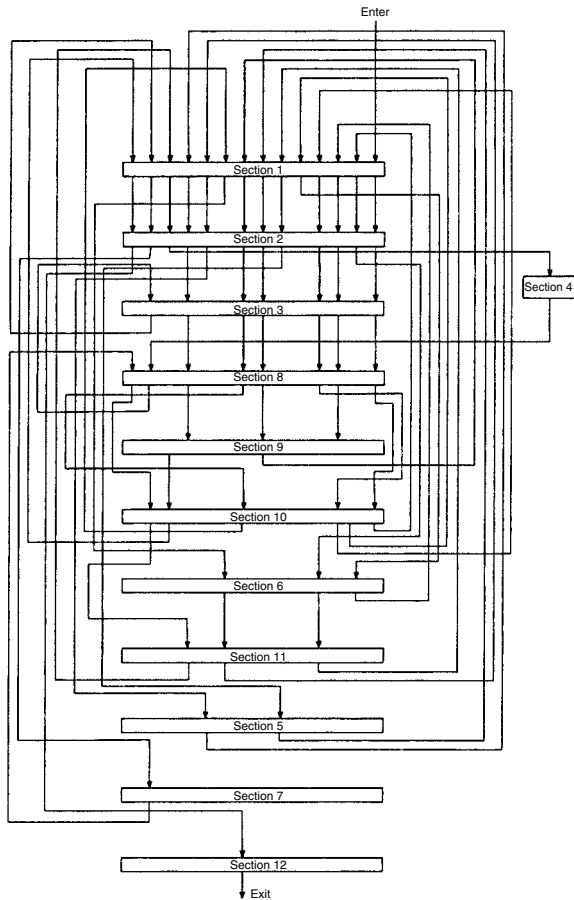 Enter
Section 1
Section 2
Section 4
Section 3
Section 8
Section 9
Section 10
Section 6
Section 11
Section 5
Section 7
Section 12
Exit